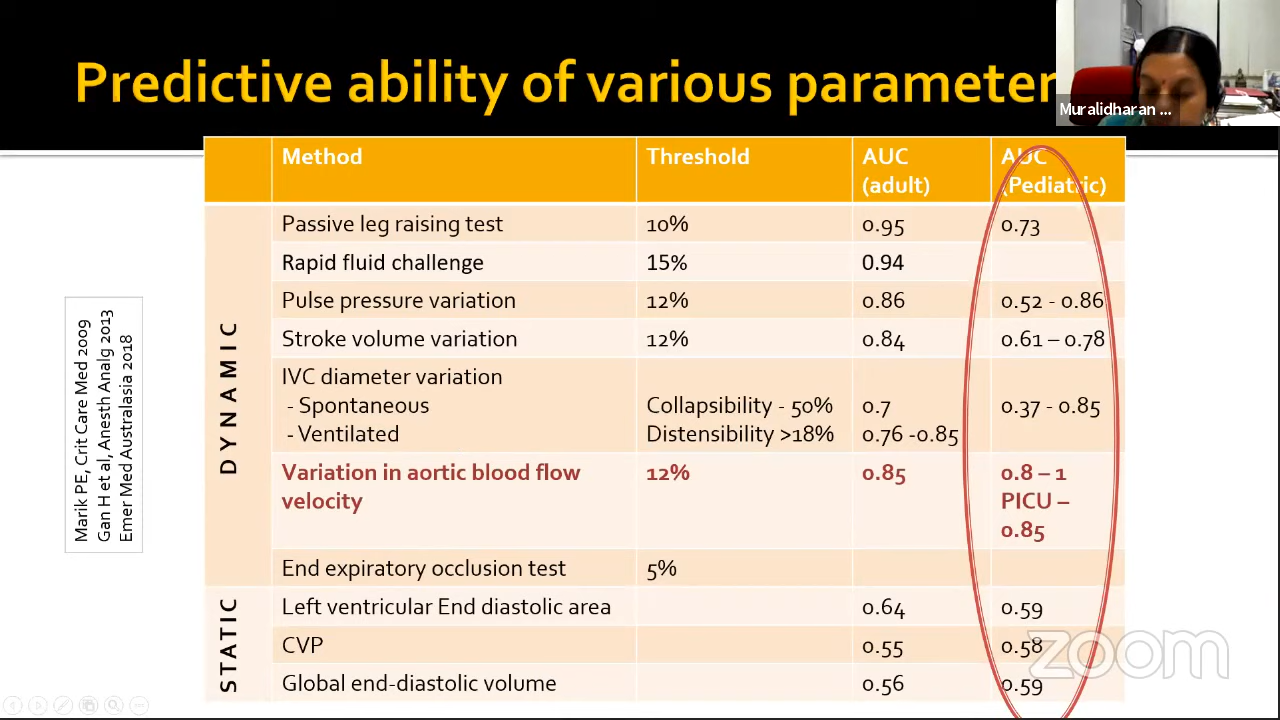 Predictive ability of various parameter
Muralidharan ...
Method Threshold AUC (adult) AUC (Pediatric)
DYNAMIC
Passive leg raising test 10% 0.95 0.73
Rapid fluid challenge 15% 0.94
Pulse pressure variation 12% 0.86 0.52 - 0.86
Stroke volume variation 12% 0.84 0.61 – 0.78
IVC diameter variation
- Spontaneous Collapsibility - 50% 0.7 0.37 - 0.85
- Ventilated Distensibility >18% 0.76 -0.85
Variation in aortic blood flow 12% 0.85 0.8 – 1
velocity PICU –
0.85
End expiratory occlusion test 5%
STATIC
Left ventricular End diastolic area 0.64 0.59
CVP 0.55 0.58
Global end-diastolic volume 0.56 0.59
Marik PE, Crit Care Med 2009
Gan H et al, Anesth Analg 2013
Emer Med Australasia 2018
zoom